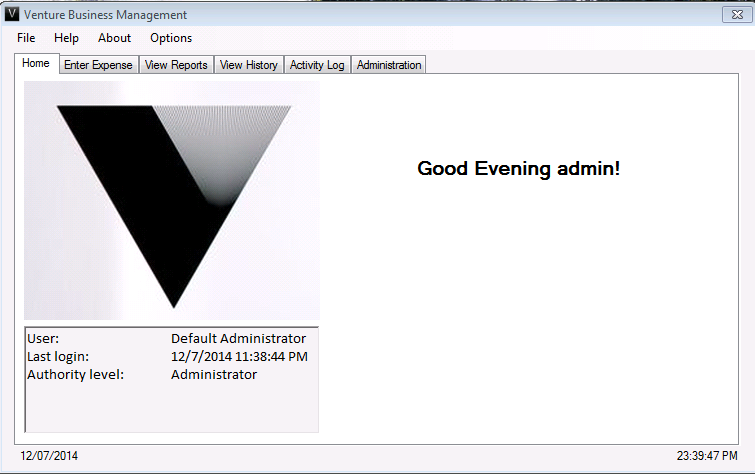 V Venture Business Management
File Help About Options
Home Enter Expense View Reports View History Activity Log Administration
Good Evening admin!
User: Default Administrator
Last login: 12/7/2014 11:38:44 PM
Authority level: Administrator
12/07/2014 23:39:47 PM